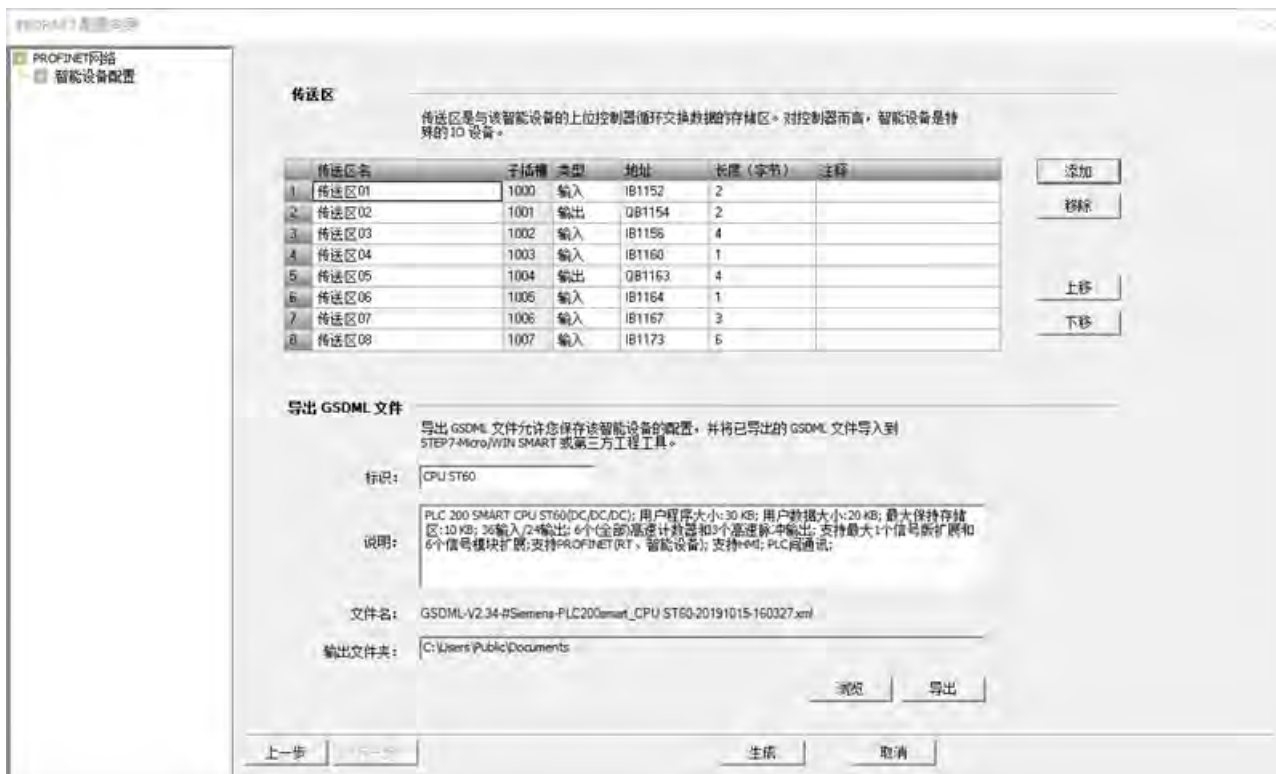 PROFINET网络
智能设备配置
传送区
传送区是与该智能设备的上位控制器循环交换数据的存储区。对控制器而言，智能设备是特
殊的IO 设备。
传送区名 子插槽 类型 地址 长度（字节） 注释
1 传送区01 1000 输入 IB1152 2
2 传送区02 1001 输出 QB1154 2
3 传送区03 1002 输入 IB1156 4
4 传送区04 1003 输入 IB1160 1
5 传送区05 1004 输出 QB1163 4
6 传送区06 1005 输入 IB1164 1
7 传送区07 1006 输入 IB1167 3
8 传送区08 1007 输入 IB1173 6
添加
移除
上移
下移
导出 GSDML 文件
导出 GSDML 文件允许您保存该智能设备的配置，并将已导出的 GSDML 文件导入到
STEP7-Micro/WIN SMART 或第三方工程工具。
标识： CPU ST60
说明： PLC 200 SMART CPU ST60(DC/DC/DC); 用户程序大小:30 KB; 用户数据大小:20 KB; 最大保持存储
区:10 KB; 36输入/24输出; 6个(全部)高速计数器和3个高速脉冲输出; 支持最大1个信号版扩展和
6个信号模块扩展;支持PROFINET(RT、智能设备); 支持HMI; PLC间通讯;
文件名： GSDML-V2.34-#Siemens-PLC200smart_CPU ST60-20191015-160327.xml
输出文件夹： C:\Users\Public\Documents
浏览 导出
上一步 生成 取消